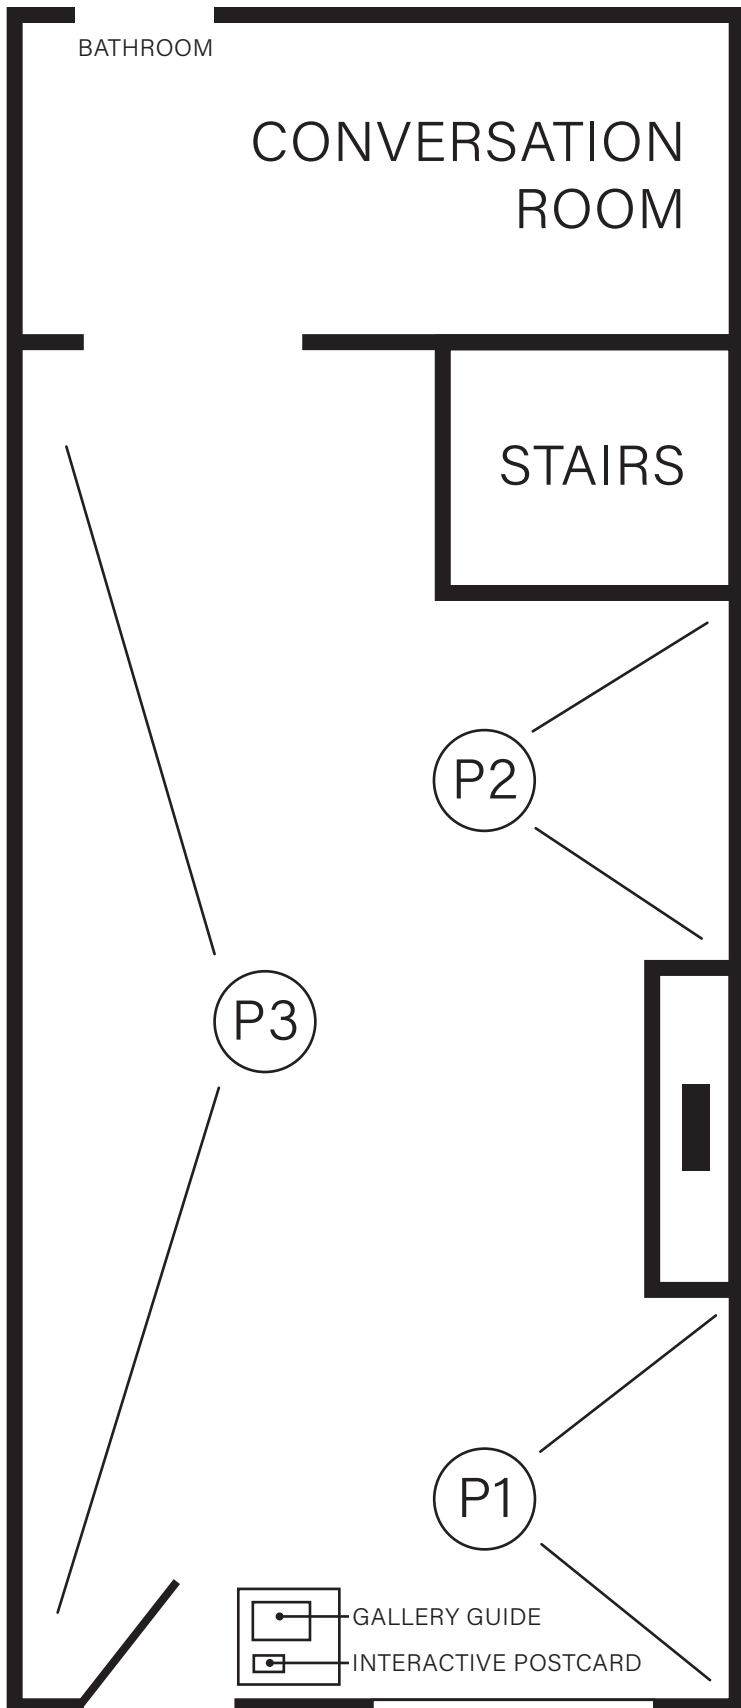 BATHROOM
CONVERSATION
ROOM
STAIRS
P2
P3
P1
GALLERY GUIDE
INTERACTIVE POSTCARD